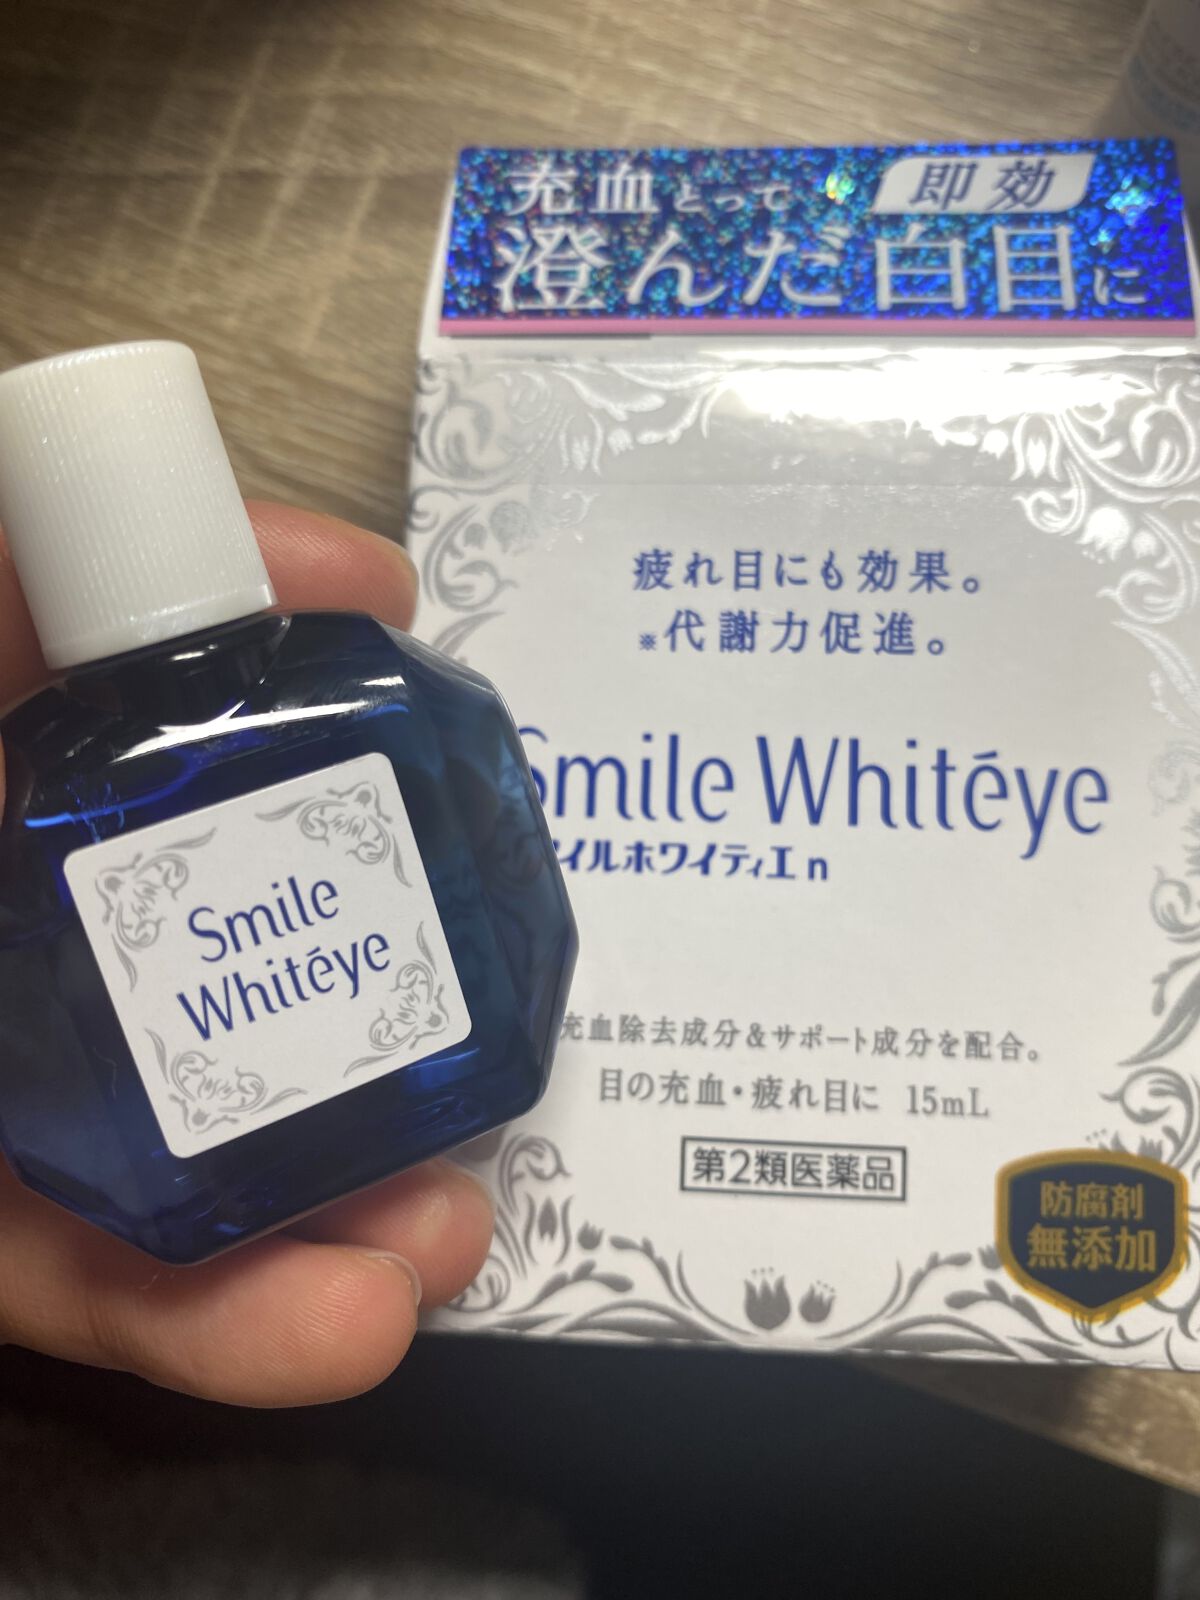 充血とって
即効
澄んだ白目に
疲れ目にも効果。
※代謝力促進。
Smile Whitéye
イルホワイティエn
充血除去成分&サポート成分を配合。
目の充血・疲れ目に 15mL
第2類医薬品
防腐剤
無添加
Smile
Whitéye